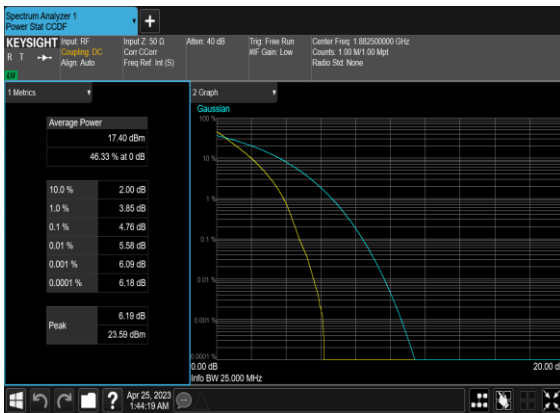 Spectrum Analyzer 1
Power Stat CCDF
KEYSIGHT
R T
LV
Input: RF
Coupling: DC
Align: Auto
Input Z: 50 Ω
Corr CCorr
Freq Ref: Int (S)
Atten: 40 dB
Trig: Free Run
#IF Gain: Low
Center Freq: 1.882500000 GHz
Counts: 1.00 M/1.00 Mpt
Radio Std: None
1 Metrics
Average Power
17.40 dBm
46.33 % at 0 dB
10.0 % 2.00 dB
1.0 % 3.85 dB
0.1 % 4.76 dB
0.01 % 5.58 dB
0.001 % 6.09 dB
0.0001 % 6.18 dB
Peak
6.19 dB
23.59 dBm
2 Graph
Gaussian
100 %
10 %
1 %
0.1 %
0.01 %
0.001 %
0.0001 %
0.00 dB
20.00 d
Info BW 25.000 MHz
Apr 25, 2023
1:44:19 AM